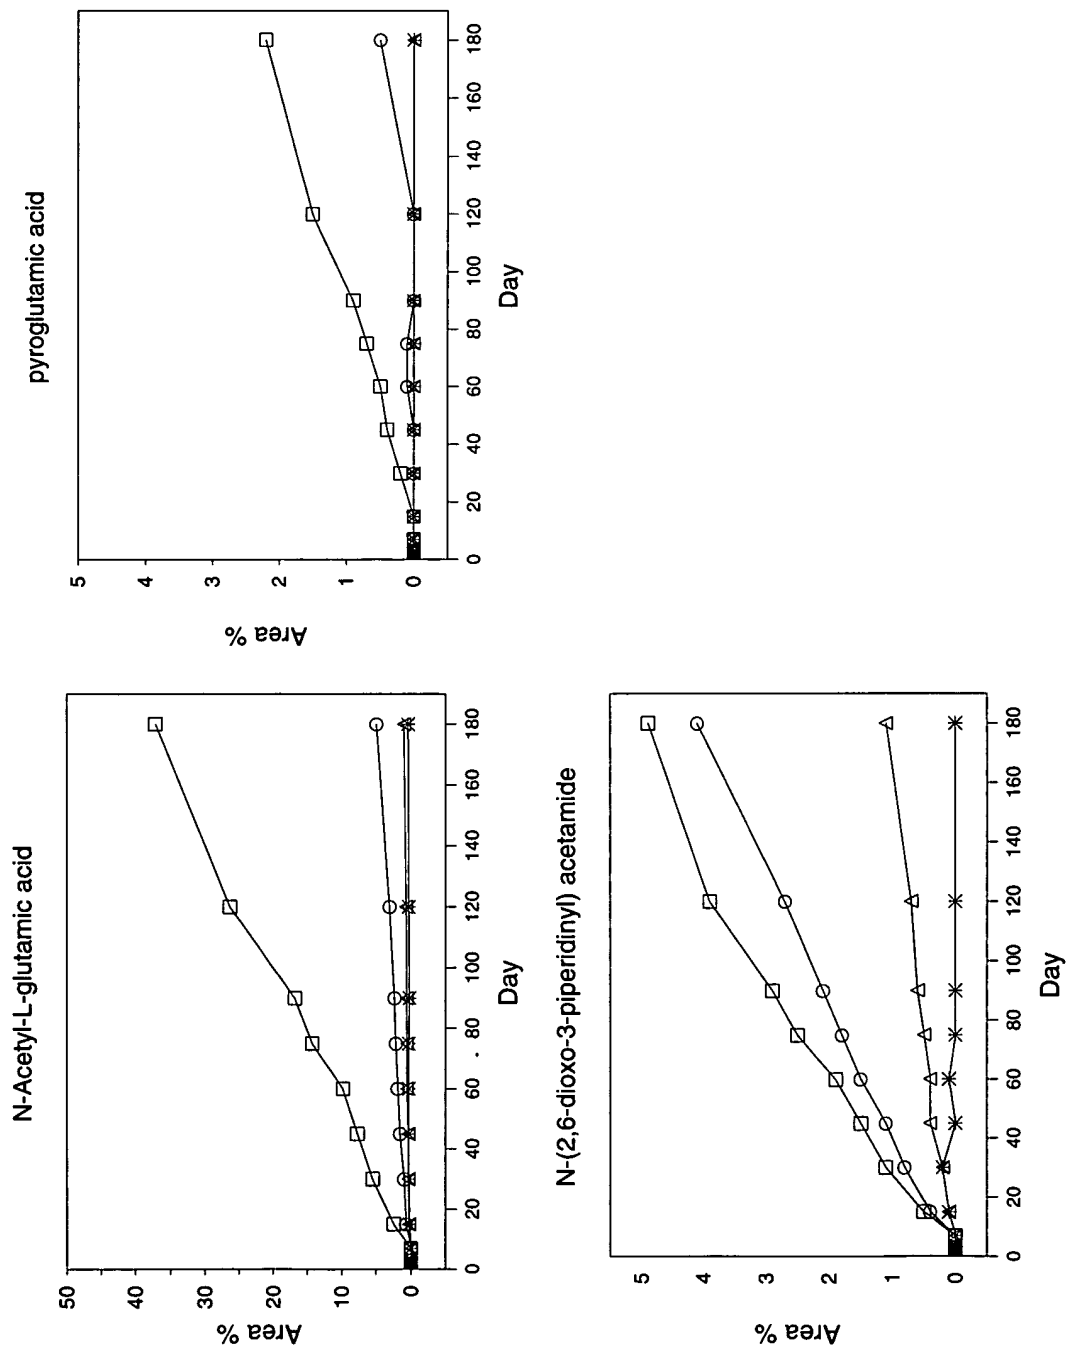 N-Acetyl-L-glutamic acid
Area %
50
40
30
20
10
0
0 20 40 60 80 100 120 140 160 180
Day
pyroglutamic acid
Area %
5
4
3
2
1
0
0 20 40 60 80 100 120 140 160 180
Day
N-(2,6-dioxo-3-piperidinyl) acetamide
Area %
5
4
3
2
1
0
0 20 40 60 80 100 120 140 160 180
Day